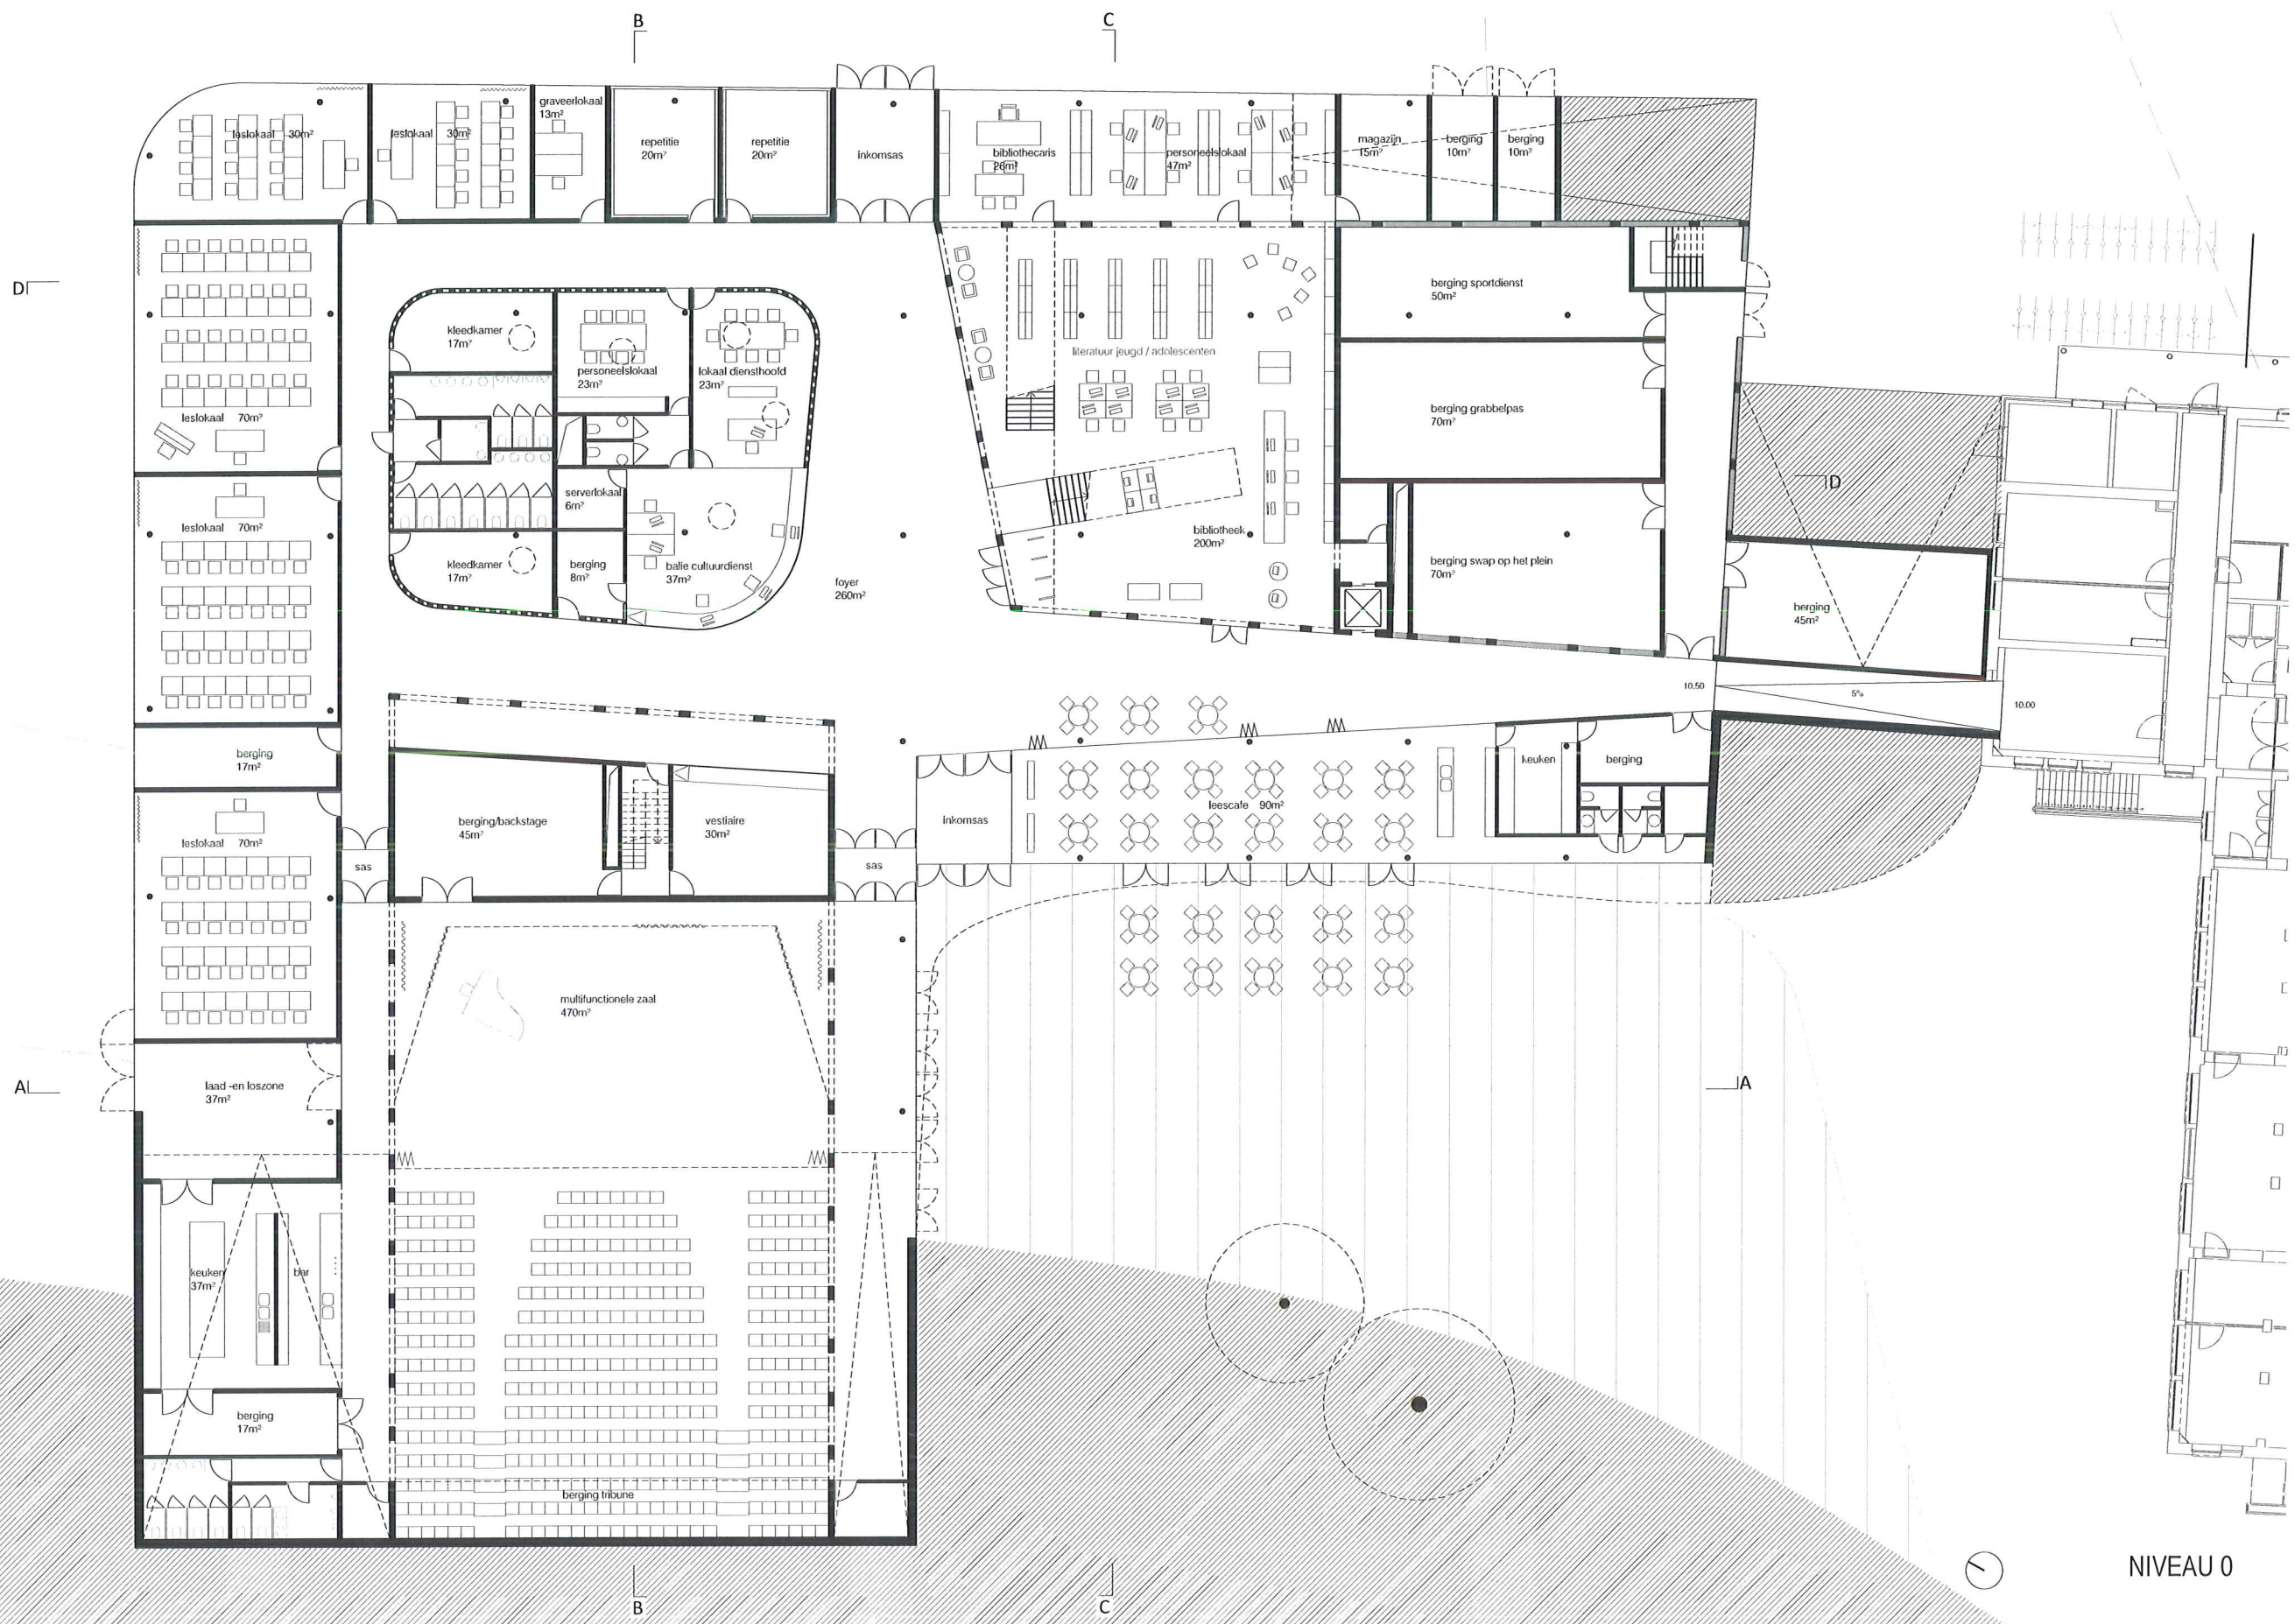 B
C
leslokaal 30m²
leslokaal 30m²
graveerlokaal
13m²
repetitie
20m²
repetitie
20m²
inkomsas
bibliothecaris
26m²
personeelslokaal
47m²
magazijn
15m²
berging
10m²
berging
10m²
D
kleedkamer
17m²
personeelslokaal
23m²
lokaal diensthoofd
23m²
literatuur jeugd / adolescenten
berging sportdienst
50m²
berging grabbelpas
70m²
leslokaal 70m²
D
serverlokaal
6m²
leslokaal 70m²
bibliotheek
200m²
kleedkamer
17m²
berging
8m²
balie cultuurdienst
37m²
foyer
260m²
berging swap op het plein
70m²
berging
45m²
10.50
5%
10.00
berging
17m²
keuken
berging
leescafe 90m²
inkomsas
berging/backstage
45m²
vestiaire
30m²
leslokaal 70m²
sas
sas
multifunctionele zaal
470m²
A
laad -en loszone
37m²
A
keuken
37m²
bar
berging
17m²
berging tribune
B
C
NIVEAU 0